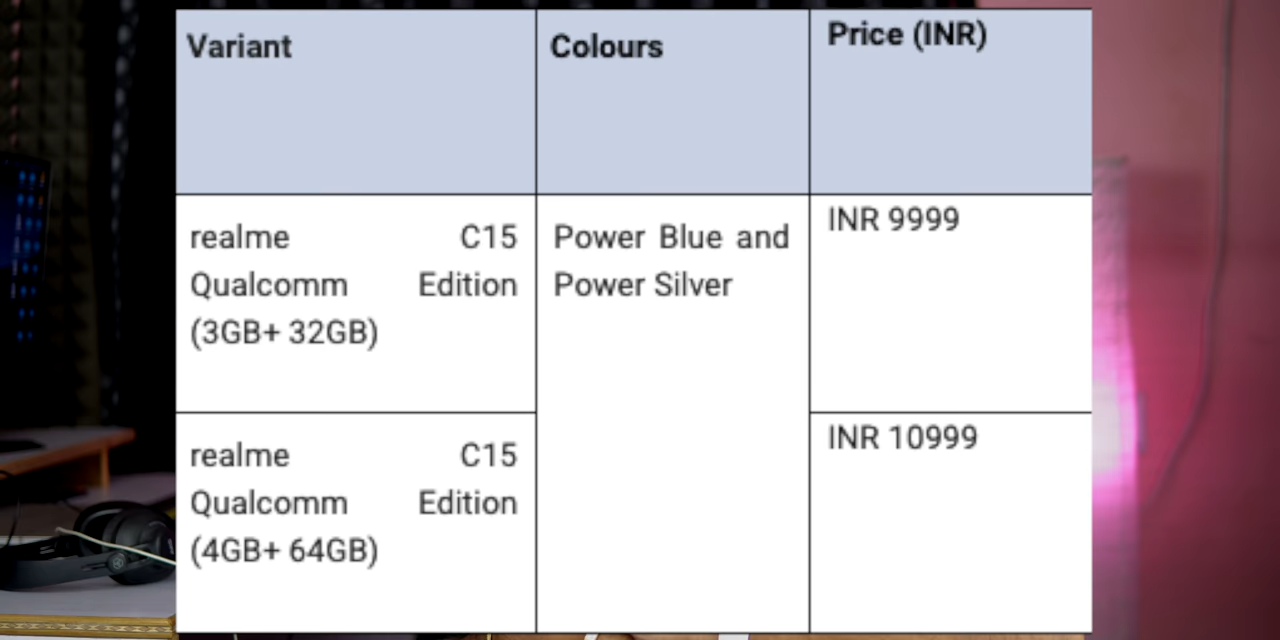 Variant
Colours
Price (INR)
realme C15
Qualcomm Edition
(3GB+ 32GB)
Power Blue and
Power Silver
INR 9999
realme C15
Qualcomm Edition
(4GB+ 64GB)
INR 10999